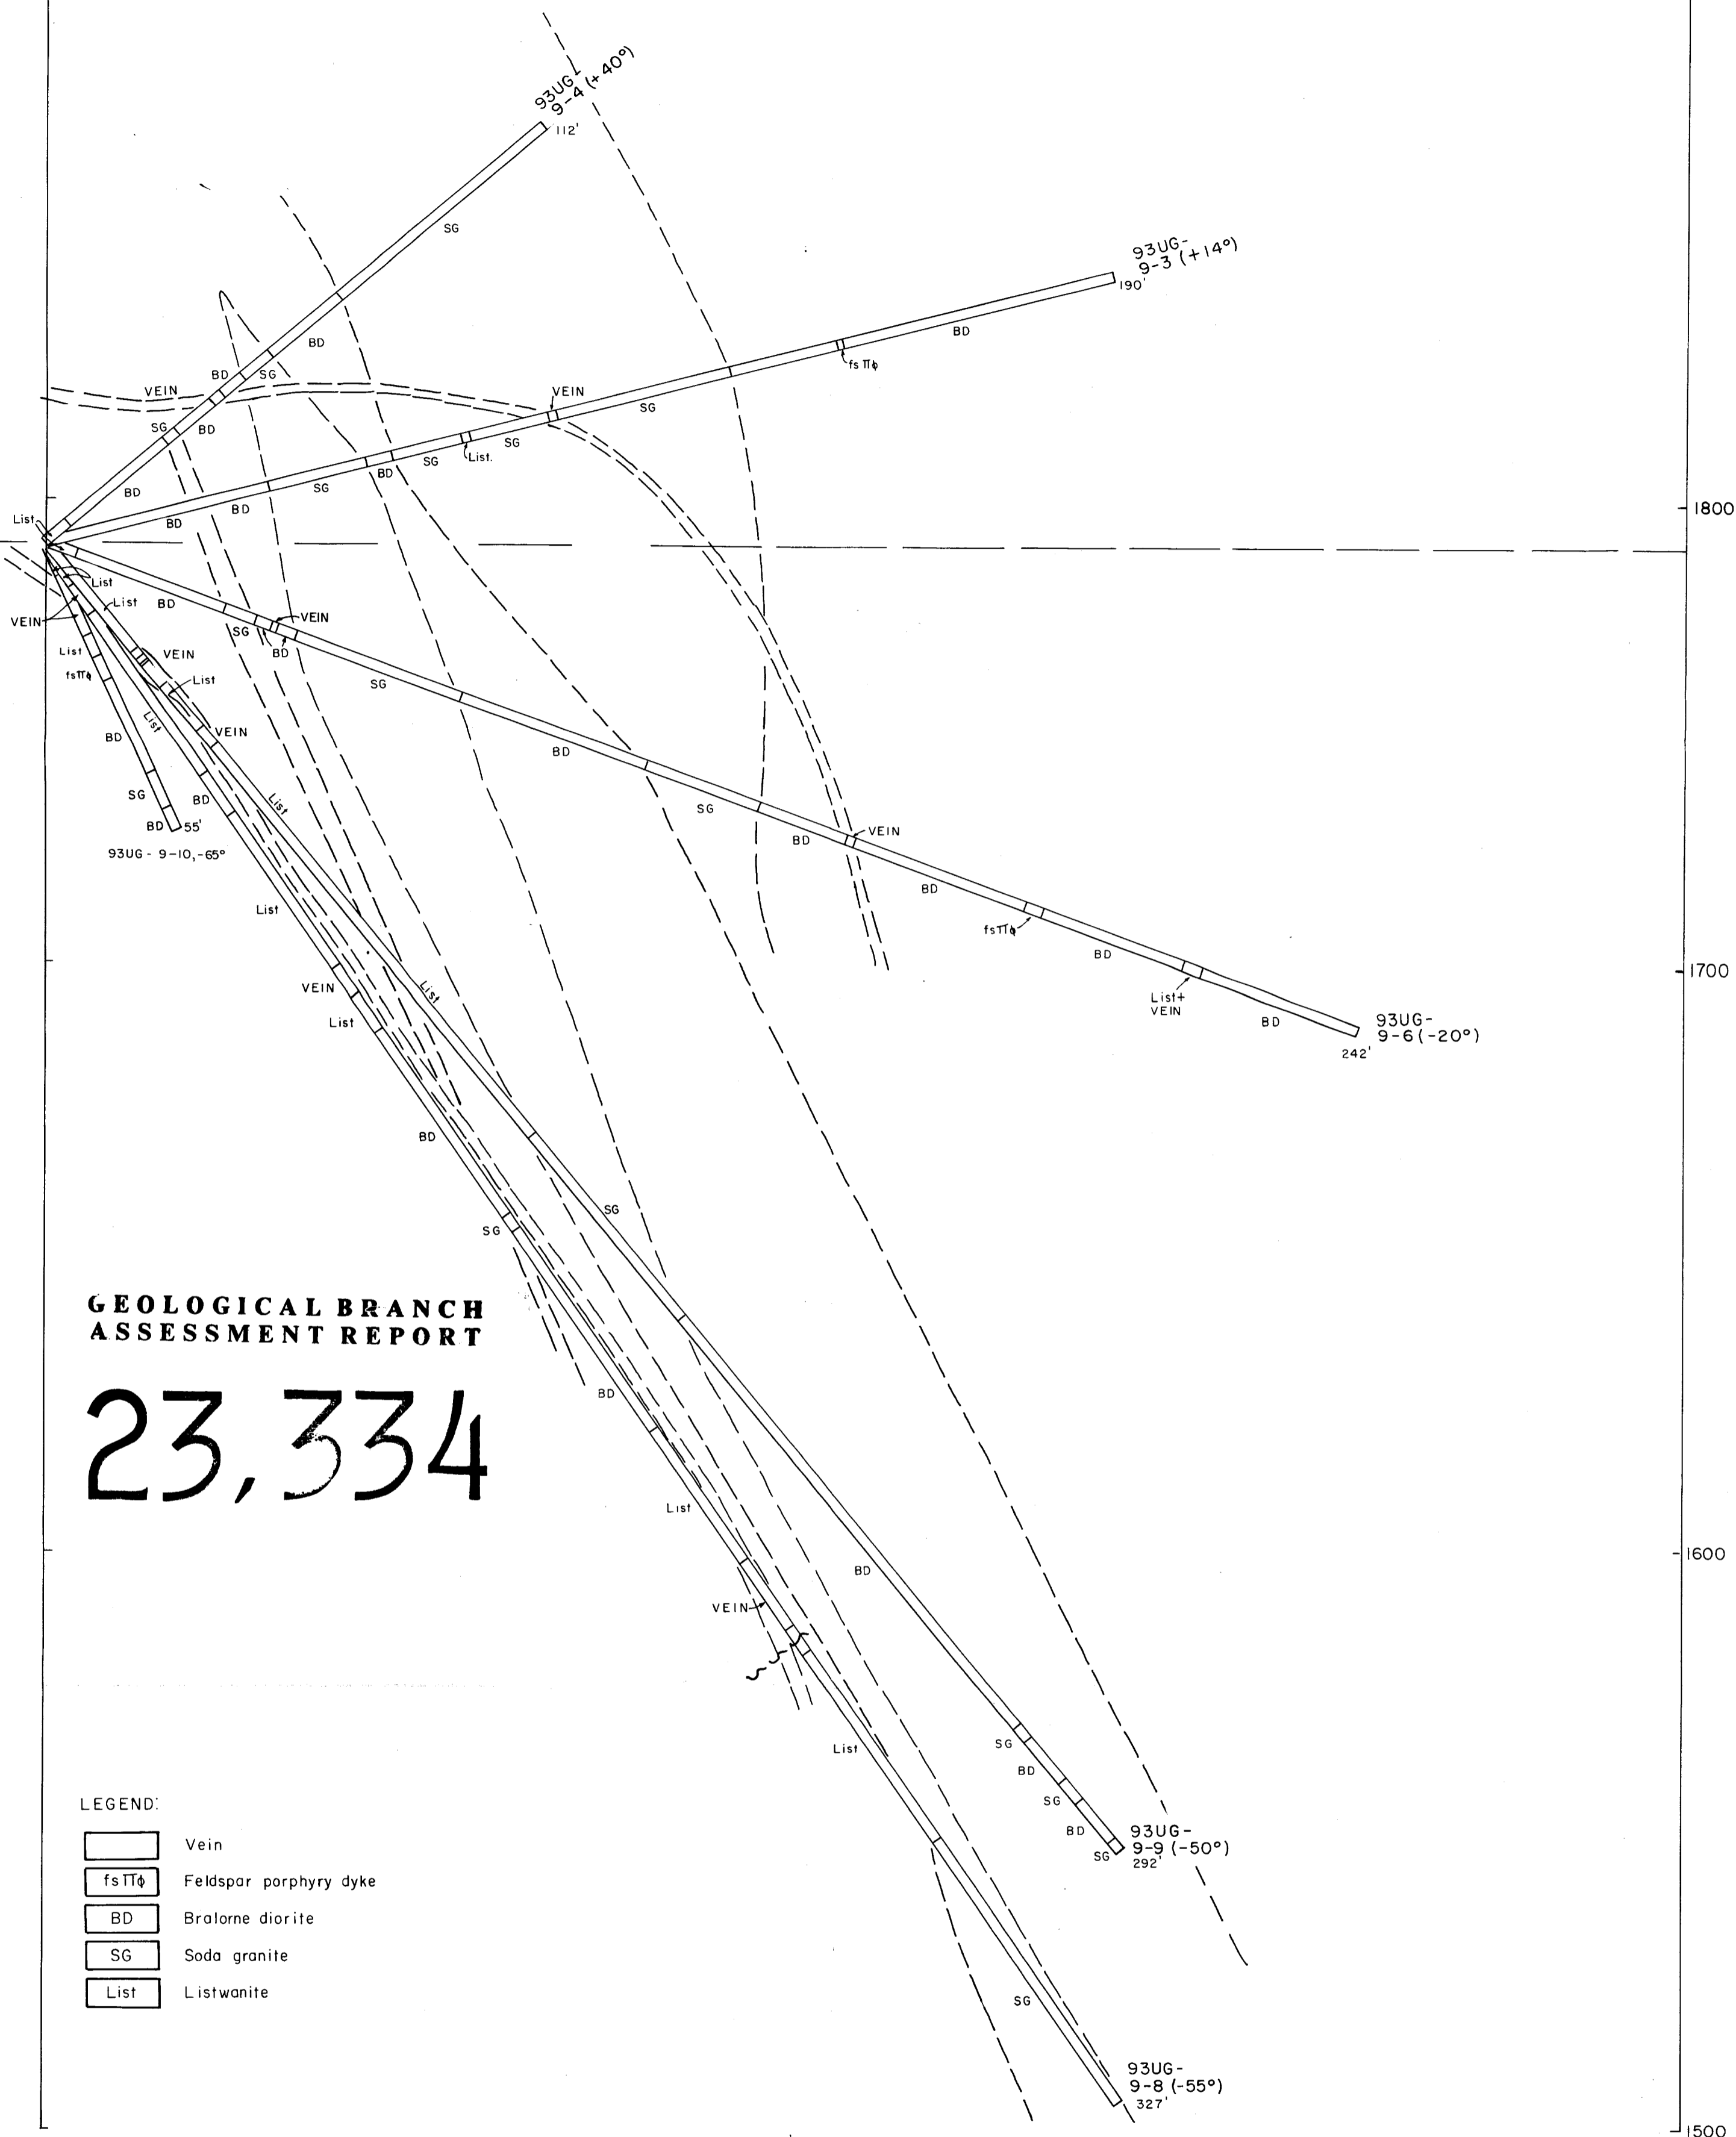 93UG-
9-4 (+40°)
112'
SG
93UG-
9-3 (+14°)
190'
BD
BD
fsΠϕ
BD
SG
VEIN
VEIN
SG
SG
BD
SG
List.
SG
BD
SG
BD
BD
BD
1800
List
List
List
BD
VEIN
VEIN
SG
BD
List
VEIN
fsΠϕ
List
SG
List
VEIN
BD
BD
List
SG
BD
SG
BD
55'
BD
VEIN
93UG - 9-10,-65°
BD
List
fsΠϕ
BD
1700
VEIN
List
List+
VEIN
List
BD
93UG-
9-6 (-20°)
242'
BD
SG
SG
GEOLOGICAL BRANCH
ASSESSMENT REPORT
23,334
BD
List
1600
BD
VEIN
SG
List
BD
SG
BD
SG
93UG-
9-9 (-50°)
292'
LEGEND:
Vein
fsΠϕ Feldspar porphyry dyke
BD Bralorne diorite
SG Soda granite
List Listwanite
SG
93UG-
9-8 (-55°)
327'
1500